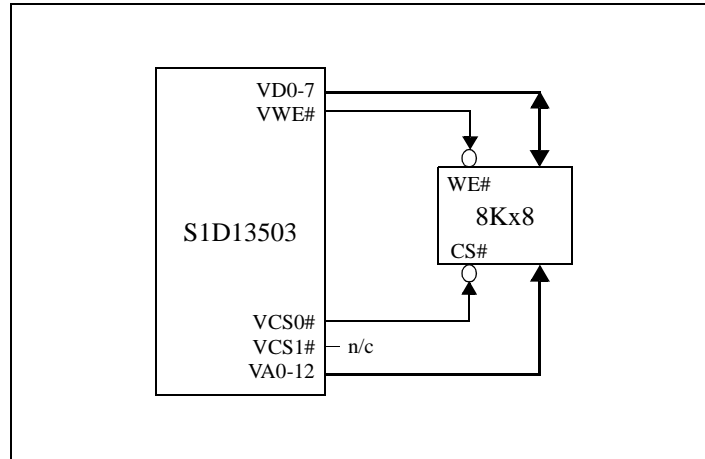 VD0-7
VWE#
WE#
8Kx8
S1D13503
CS#
VCS0#
VCS1#
n/c
VA0-12